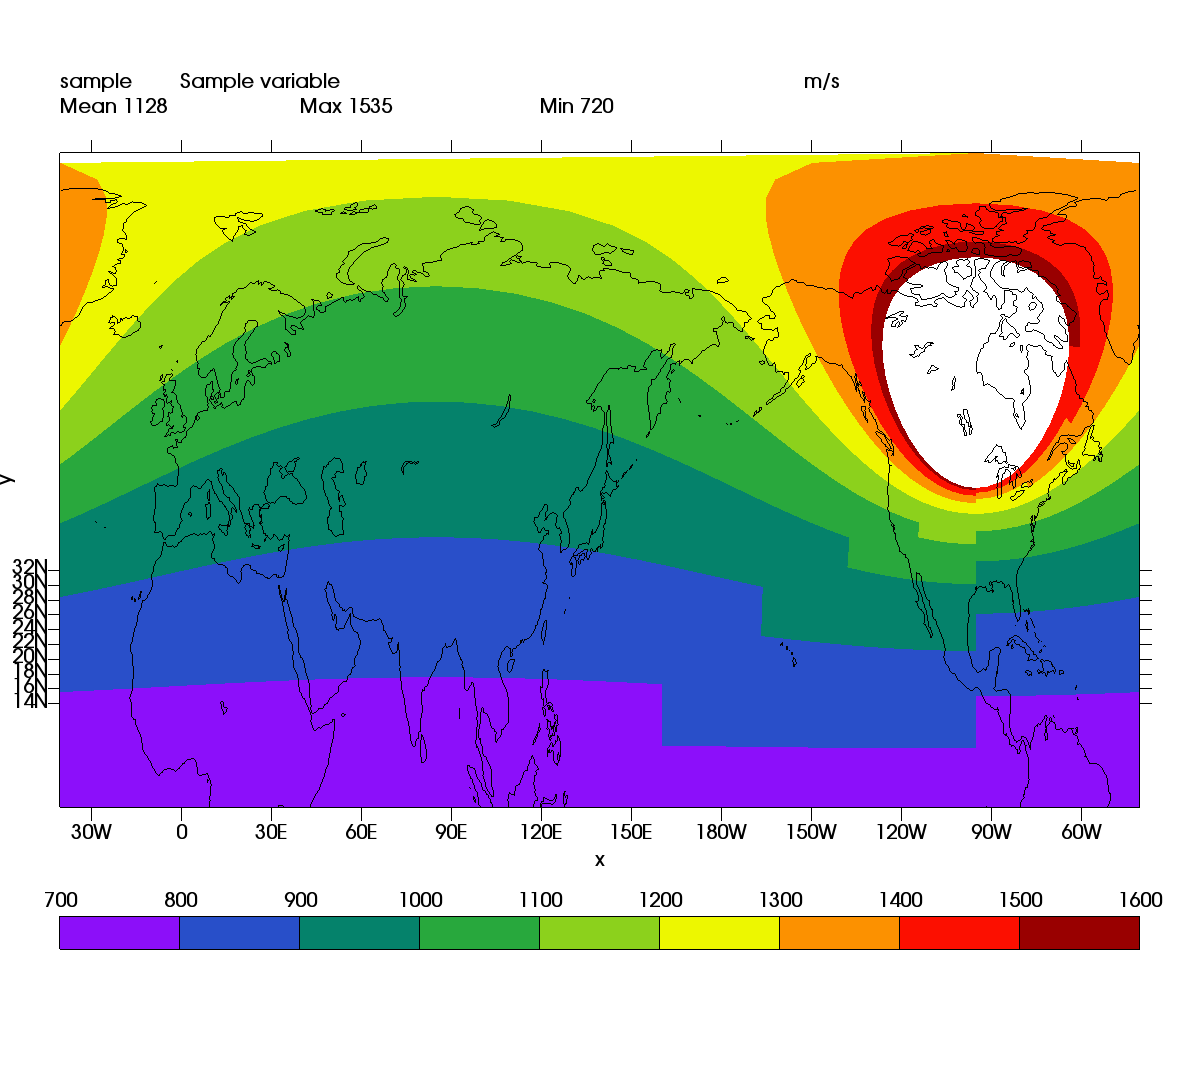 sample Sample variable m/s
Mean 1128 Max 1535 Min 720
y
32N
30N
28N
26N
24N
22N
20N
18N
16N
14N
30W 0 30E 60E 90E 120E 150E 180W 150W 120W 90W 60W
x
700 800 900 1000 1100 1200 1300 1400 1500 1600